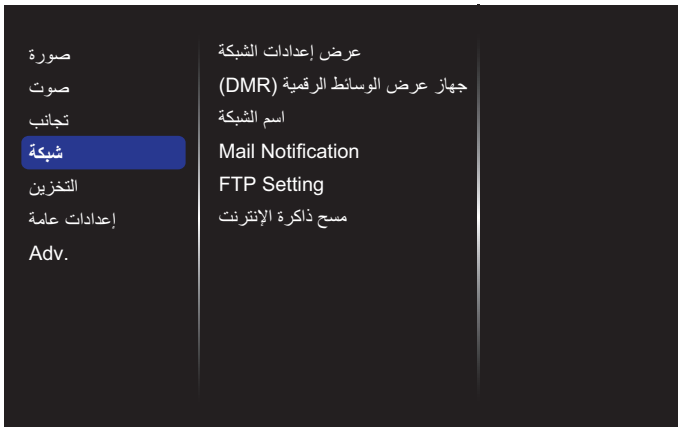 صورة
صوت
تجانب
شبكة
التخزين
إعدادات عامة
Adv.
عرض إعدادات الشبكة
جهاز عرض الوسائط الرقمية (DMR)
اسم الشبكة
Mail Notification
FTP Setting
مسح ذاكرة الإنترنت